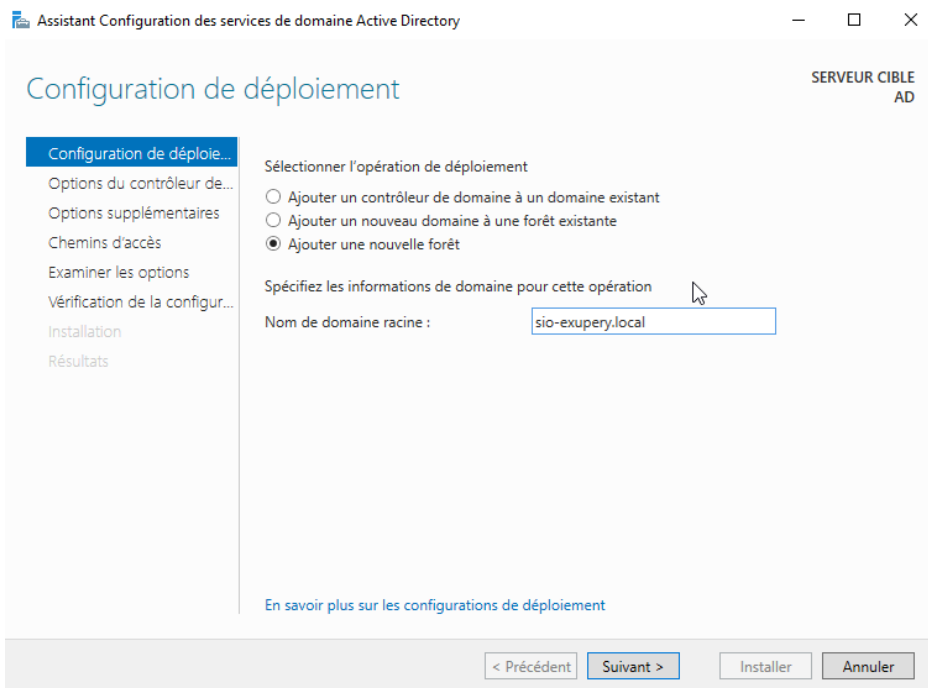 Assistant Configuration des services de domaine Active Directory
Configuration de déploiement
SERVEUR CIBLE
AD
Configuration de déploie...
Options du contrôleur de...
Options supplémentaires
Chemins d'accès
Examiner les options
Vérification de la configur...
Installation
Résultats
Sélectionner l'opération de déploiement
Ajouter un contrôleur de domaine à un domaine existant
Ajouter un nouveau domaine à une forêt existante
Ajouter une nouvelle forêt
Spécifiez les informations de domaine pour cette opération
Nom de domaine racine : sio-exupery.local
En savoir plus sur les configurations de déploiement
< Précédent Suivant > Installer Annuler